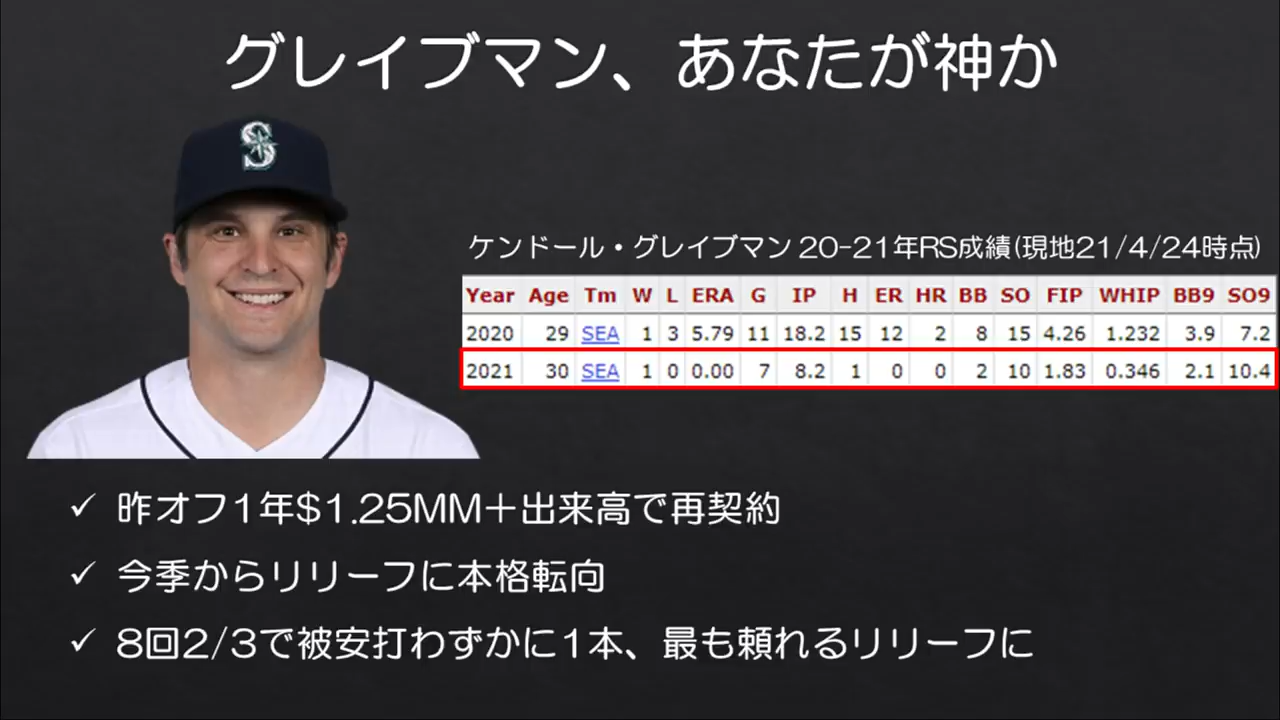 グレイブマン、あなたが神か
S
ケンドール・グレイブマン 20-21年RS成績(現地21/4/24時点)
Year Age Tm W L ERA G IP H ER HR BB SO FIP WHIP BB9 SO9
2020 29 SEA 1 3 5.79 11 18.2 15 12 2 8 15 4.26 1.232 3.9 7.2
2021 30 SEA 1 0 0.00 7 8.2 1 0 0 2 10 1.83 0.346 2.1 10.4
✓ 昨オフ1年$1.25MM＋出来高で再契約
✓ 今季からリリーフに本格転向
✓ 8回2/3で被安打わずかに1本、最も頼れるリリーフに